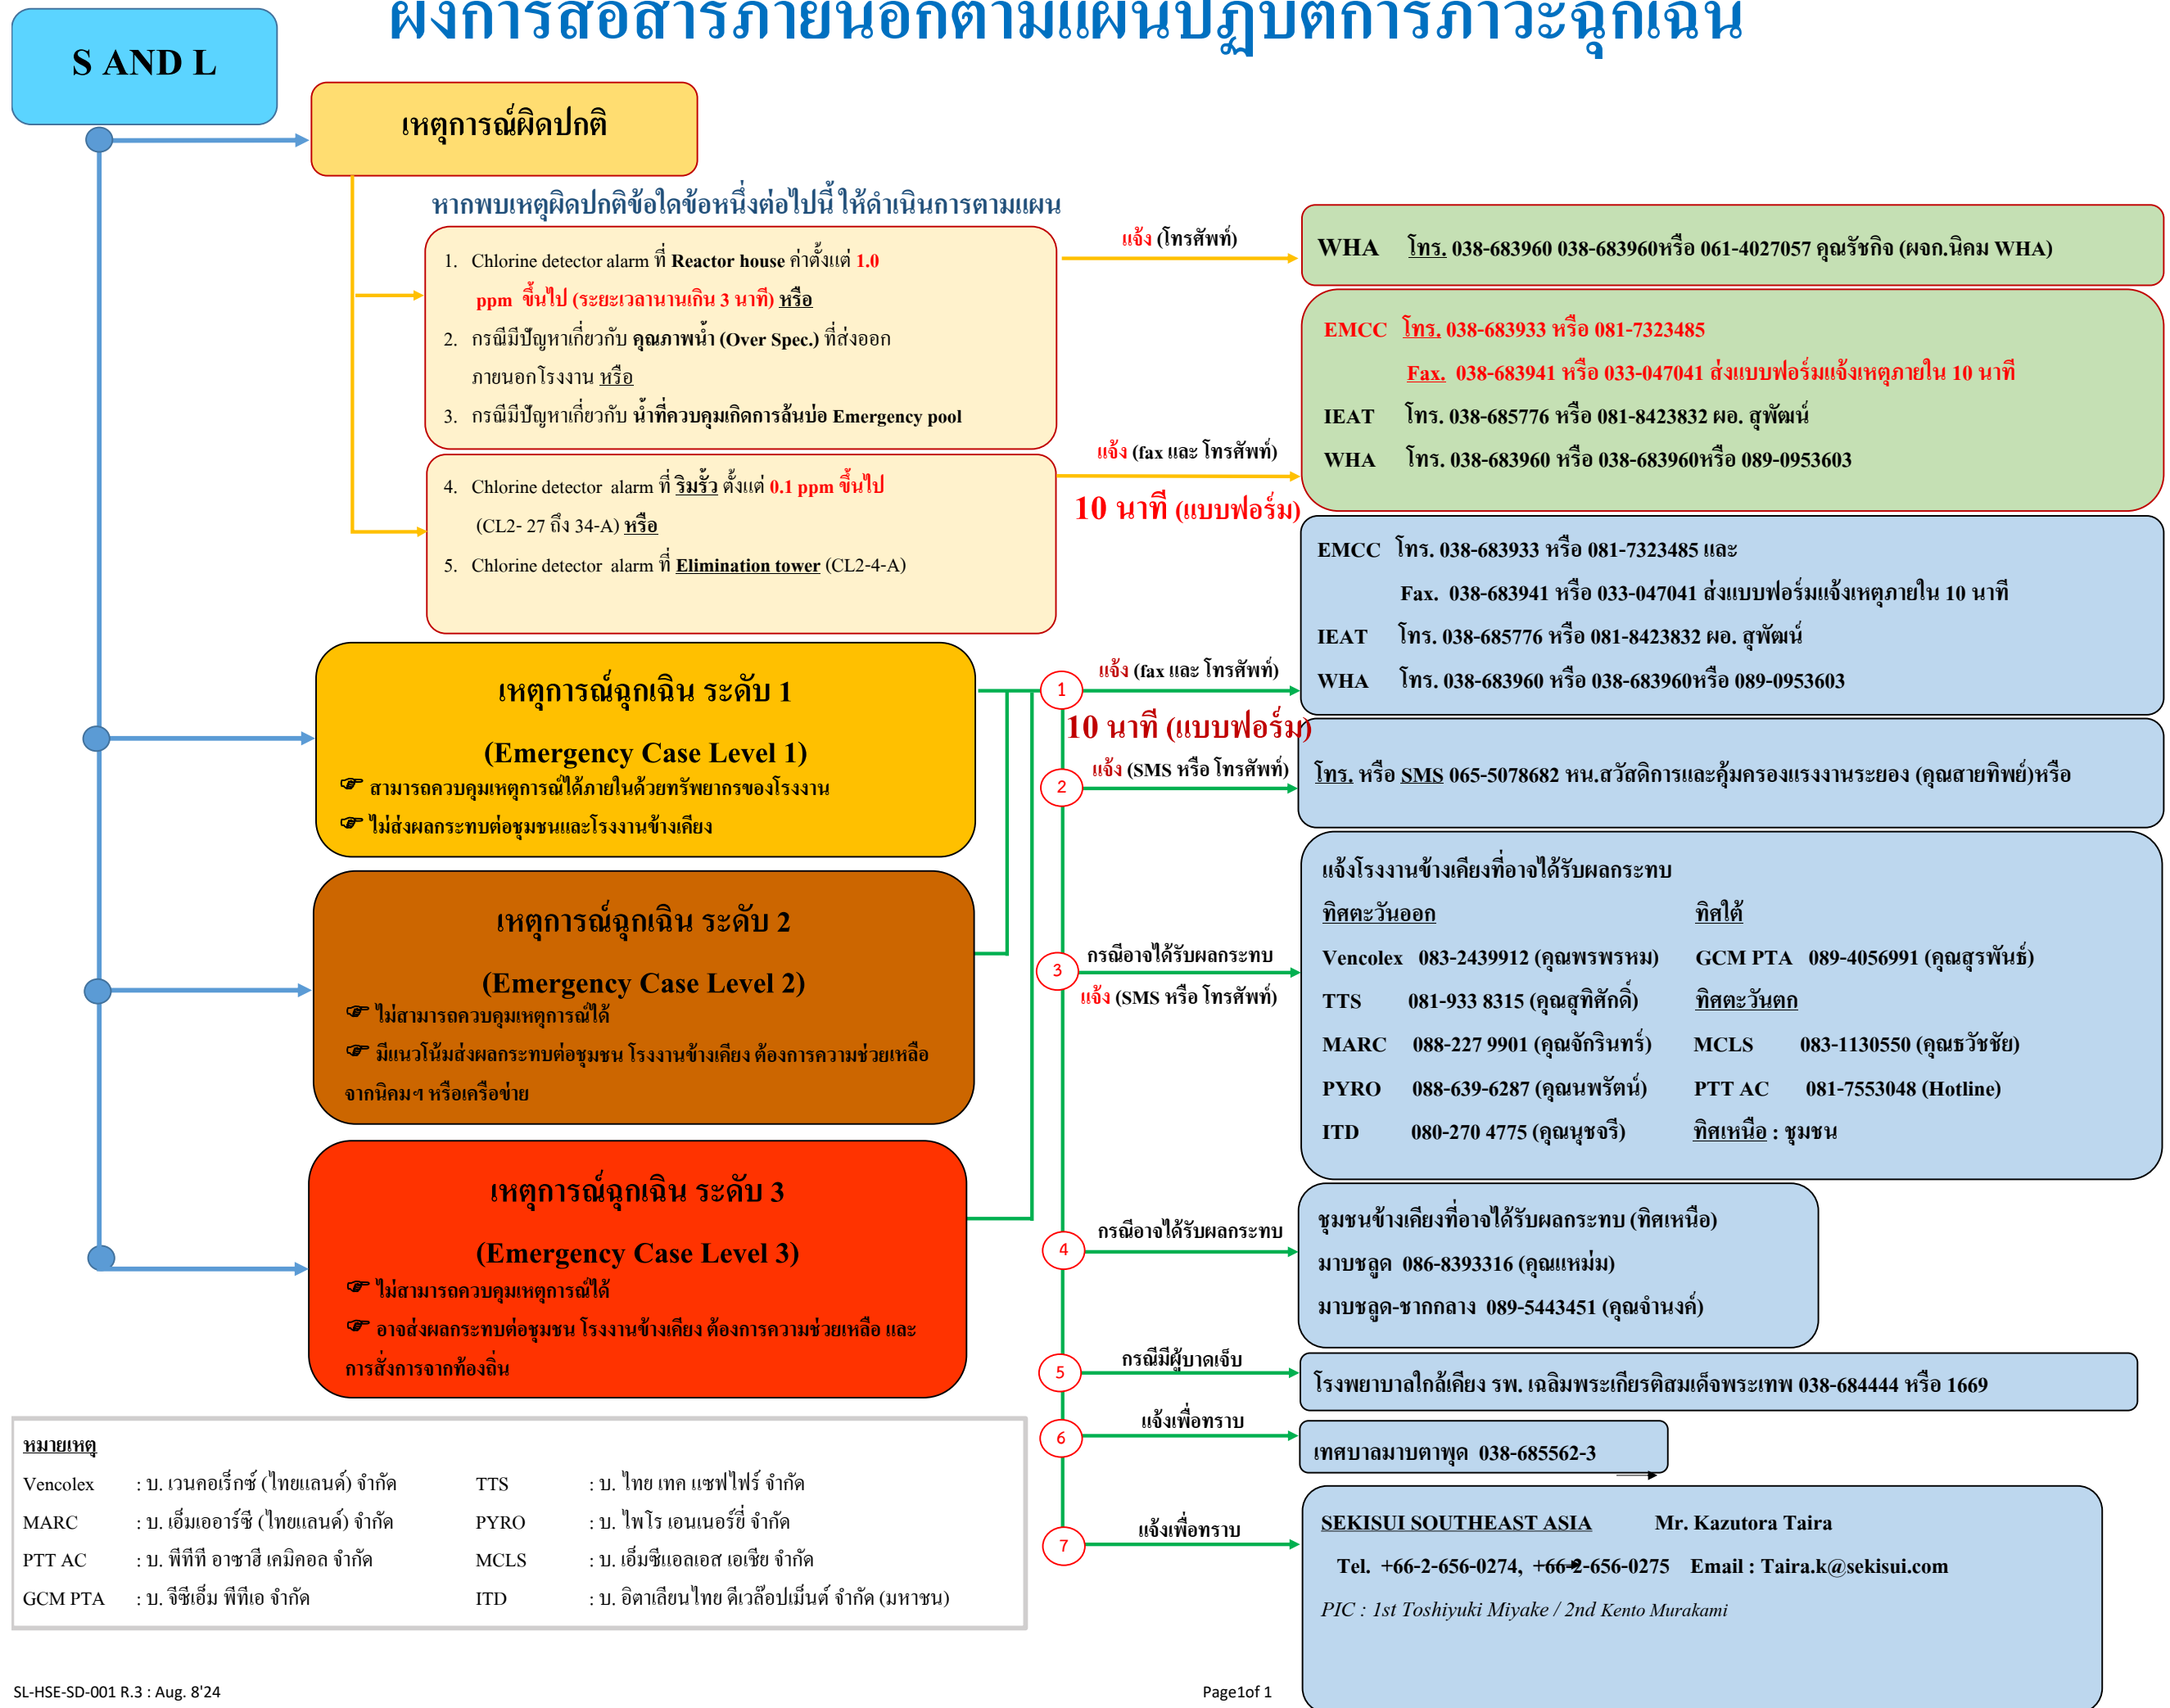 ผังการสื่อสารภายนอกตามแผนปฏิบัติการภาวะฉุกเฉิน
S AND L
เหตุการณ์ผิดปกติ
หากพบเหตุผิดปกติข้อใดข้อหนึ่งต่อไปนี้ ให้ดำเนินการตามแผน
1. Chlorine detector alarm ที่ Reactor house ค่าตั้งแต่ 1.0
ppm ขึ้นไป (ระยะเวลานานเกิน 3 นาที) หรือ
2. กรณีมีปัญหาเกี่ยวกับ คุณภาพน้ำ (Over Spec.) ที่ส่งออก
ภายนอกโรงงาน หรือ
3. กรณีมีปัญหาเกี่ยวกับ น้ำที่ควบคุมเกิดการล้นบ่อ Emergency pool
แจ้ง (โทรศัพท์)
WHA โทร. 038-683960 038-683960หรือ 061-4027057 คุณรัชกิจ (ผจก.นิคม WHA)
4. Chlorine detector alarm ที่ ริมรั้ว ตั้งแต่ 0.1 ppm ขึ้นไป
(CL2- 27 ถึง 34-A) หรือ
5. Chlorine detector alarm ที่ Elimination tower (CL2-4-A)
แจ้ง (fax และ โทรศัพท์)
10 นาที (แบบฟอร์ม)
EMCC โทร. 038-683933 หรือ 081-7323485
Fax. 038-683941 หรือ 033-047041 ส่งแบบฟอร์มแจ้งเหตุภายใน 10 นาที
IEAT โทร. 038-685776 หรือ 081-8423832 ผอ. สุพัฒน์
WHA โทร. 038-683960 หรือ 038-683960หรือ 089-0953603
เหตุการณ์ฉุกเฉิน ระดับ 1
(Emergency Case Level 1)
☞ สามารถควบคุมเหตุการณ์ได้ภายในด้วยทรัพยากรของโรงงาน
☞ ไม่ส่งผลกระทบต่อชุมชนและโรงงานข้างเคียง
เหตุการณ์ฉุกเฉิน ระดับ 2
(Emergency Case Level 2)
☞ ไม่สามารถควบคุมเหตุการณ์ได้
☞ มีแนวโน้มส่งผลกระทบต่อชุมชน โรงงานข้างเคียง ต้องการความช่วยเหลือ
จากนิคมฯ หรือเครือข่าย
เหตุการณ์ฉุกเฉิน ระดับ 3
(Emergency Case Level 3)
☞ ไม่สามารถควบคุมเหตุการณ์ได้
☞ อาจส่งผลกระทบต่อชุมชน โรงงานข้างเคียง ต้องการความช่วยเหลือ และ
การสั่งการจากท้องถิ่น
1
แจ้ง (fax และ โทรศัพท์)
10 นาที (แบบฟอร์ม)
EMCC โทร. 038-683933 หรือ 081-7323485 และ
Fax. 038-683941 หรือ 033-047041 ส่งแบบฟอร์มแจ้งเหตุภายใน 10 นาที
IEAT โทร. 038-685776 หรือ 081-8423832 ผอ. สุพัฒน์
WHA โทร. 038-683960 หรือ 038-683960หรือ 089-0953603
2
แจ้ง (SMS หรือ โทรศัพท์)
โทร. หรือ SMS 065-5078682 หน.สวัสดิการและคุ้มครองแรงงานระยอง (คุณสายทิพย์)หรือ
3
กรณีอาจได้รับผลกระทบ
แจ้ง (SMS หรือ โทรศัพท์)
แจ้งโรงงานข้างเคียงที่อาจได้รับผลกระทบ
ทิศตะวันออก ทิศใต้
Vencolex 083-2439912 (คุณพรพรหม) GCM PTA 089-4056991 (คุณสุรพันธ์)
TTS 081-933 8315 (คุณสุทิศักดิ์) ทิศตะวันตก
MARC 088-227 9901 (คุณจักรินทร์) MCLS 083-1130550 (คุณธวัชชัย)
PYRO 088-639-6287 (คุณนพรัตน์) PTT AC 081-7553048 (Hotline)
ITD 080-270 4775 (คุณนุชจรี) ทิศเหนือ : ชุมชน
4
กรณีอาจได้รับผลกระทบ
ชุมชนข้างเคียงที่อาจได้รับผลกระทบ (ทิศเหนือ)
มาบชลูด 086-8393316 (คุณแหม่ม)
มาบชลูด-ชากกลาง 089-5443451 (คุณจำนงค์)
5
กรณีมีผู้บาดเจ็บ
โรงพยาบาลใกล้เคียง รพ. เฉลิมพระเกียรติสมเด็จพระเทพ 038-684444 หรือ 1669
6
แจ้งเพื่อทราบ
เทศบาลมาบตาพุด 038-685562-3
7
แจ้งเพื่อทราบ
SEKISUI SOUTHEAST ASIA Mr. Kazutora Taira
Tel. +66-2-656-0274, +66-2-656-0275 Email : Taira.k@sekisui.com
PIC : 1st Toshiyuki Miyake / 2nd Kento Murakami
หมายเหตุ
Vencolex : บ. เวนคอเร็กซ์ (ไทยแลนด์) จำกัด TTS : บ. ไทย เทค แซฟไฟร์ จำกัด
MARC : บ. เอ็มเออาร์ซี (ไทยแลนด์) จำกัด PYRO : บ. ไพโร เอนเนอร์ยี่ จำกัด
PTT AC : บ. พีทีที อาซาฮี เคมิคอล จำกัด MCLS : บ. เอ็มซีแอลเอส เอเชีย จำกัด
GCM PTA : บ. จีซีเอ็ม พีทีเอ จำกัด ITD : บ. อิตาเลียนไทย ดีเวล๊อปเม็นต์ จำกัด (มหาชน)
SL-HSE-SD-001 R.3 : Aug. 8'24
Page1of 1